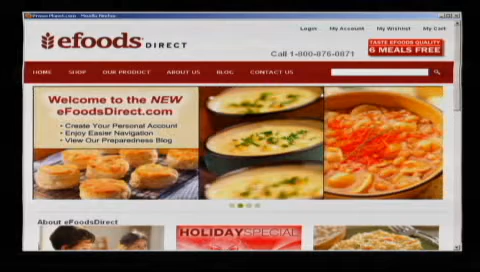 Login
My Account
My Wishlist
My Cart
efoods DIRECT
Call 1-800-876-0871
TASTE EFOODS QUALITY
6 MEALS FREE
HOME
SHOP
OUR PRODUCT
ABOUT US
BLOG
CONTACT US
Welcome to the NEW
eFoodsDirect.com
• Create Your Personal Account
• Enjoy Easier Navigation
• View Our Preparedness Blog
About eFoodsDirect
HOLIDAY SPECIAL